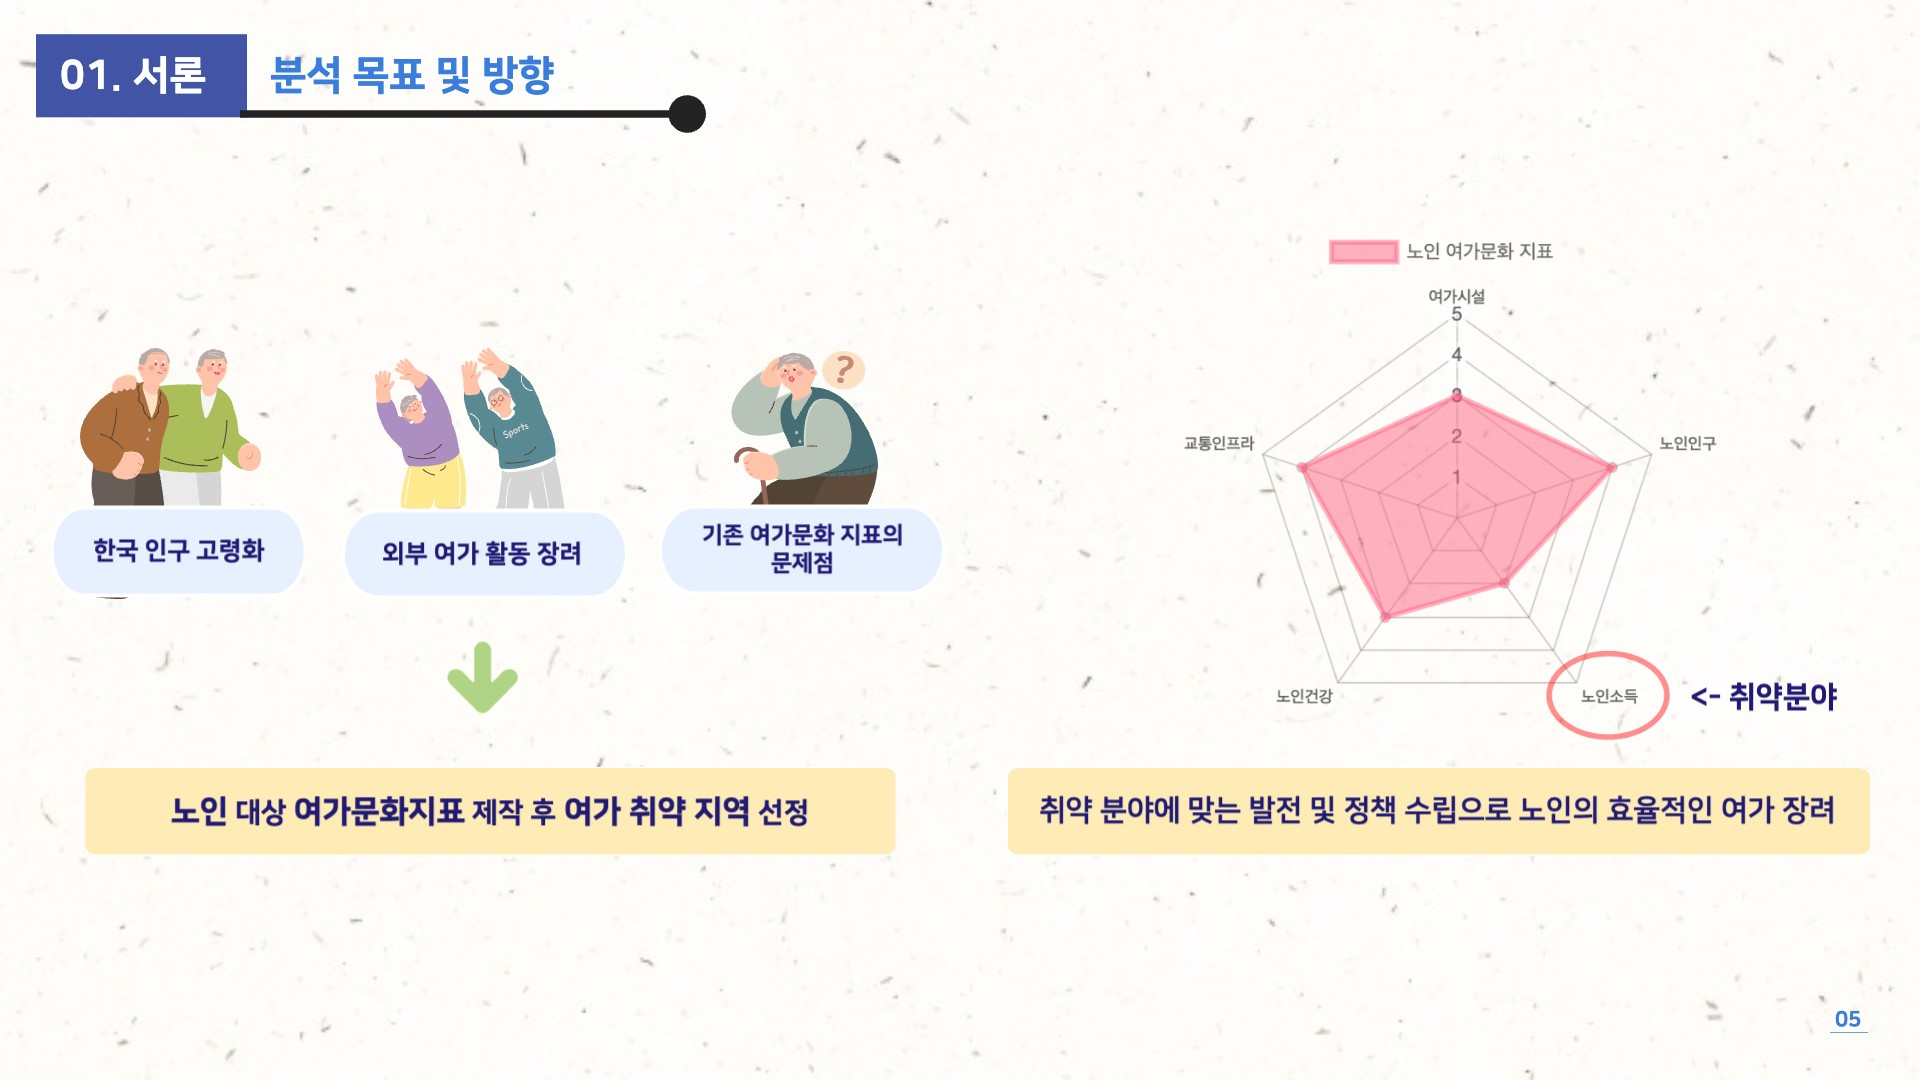 01. 서론
분석 목표 및 방향
Sports
?
한국 인구 고령화
외부 여가 활동 장려
기존 여가문화 지표의
문제점
노인 대상 여가문화지표 제작 후 여가 취약 지역 선정
노인 여가문화 지표
여가시설
5
4
3
2
1
교통인프라
노인인구
노인건강
노인소득
<- 취약분야
취약 분야에 맞는 발전 및 정책 수립으로 노인의 효율적인 여가 장려
05